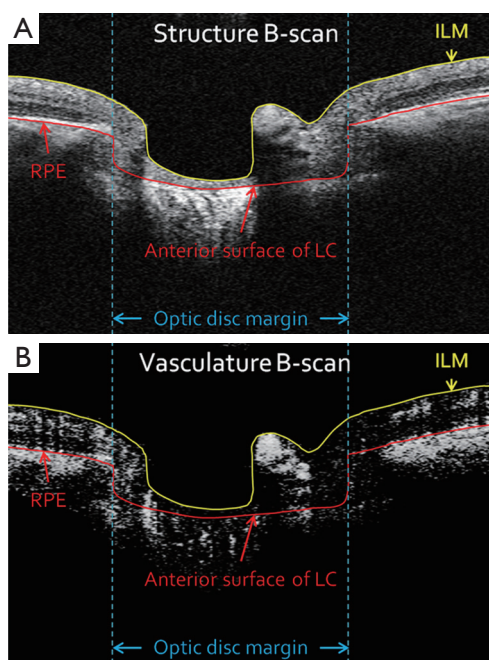 A
Structure B-scan
ILM
RPE
Anterior surface of LC
Optic disc margin
B
Vasculature B-scan
ILM
RPE
Anterior surface of LC
Optic disc margin